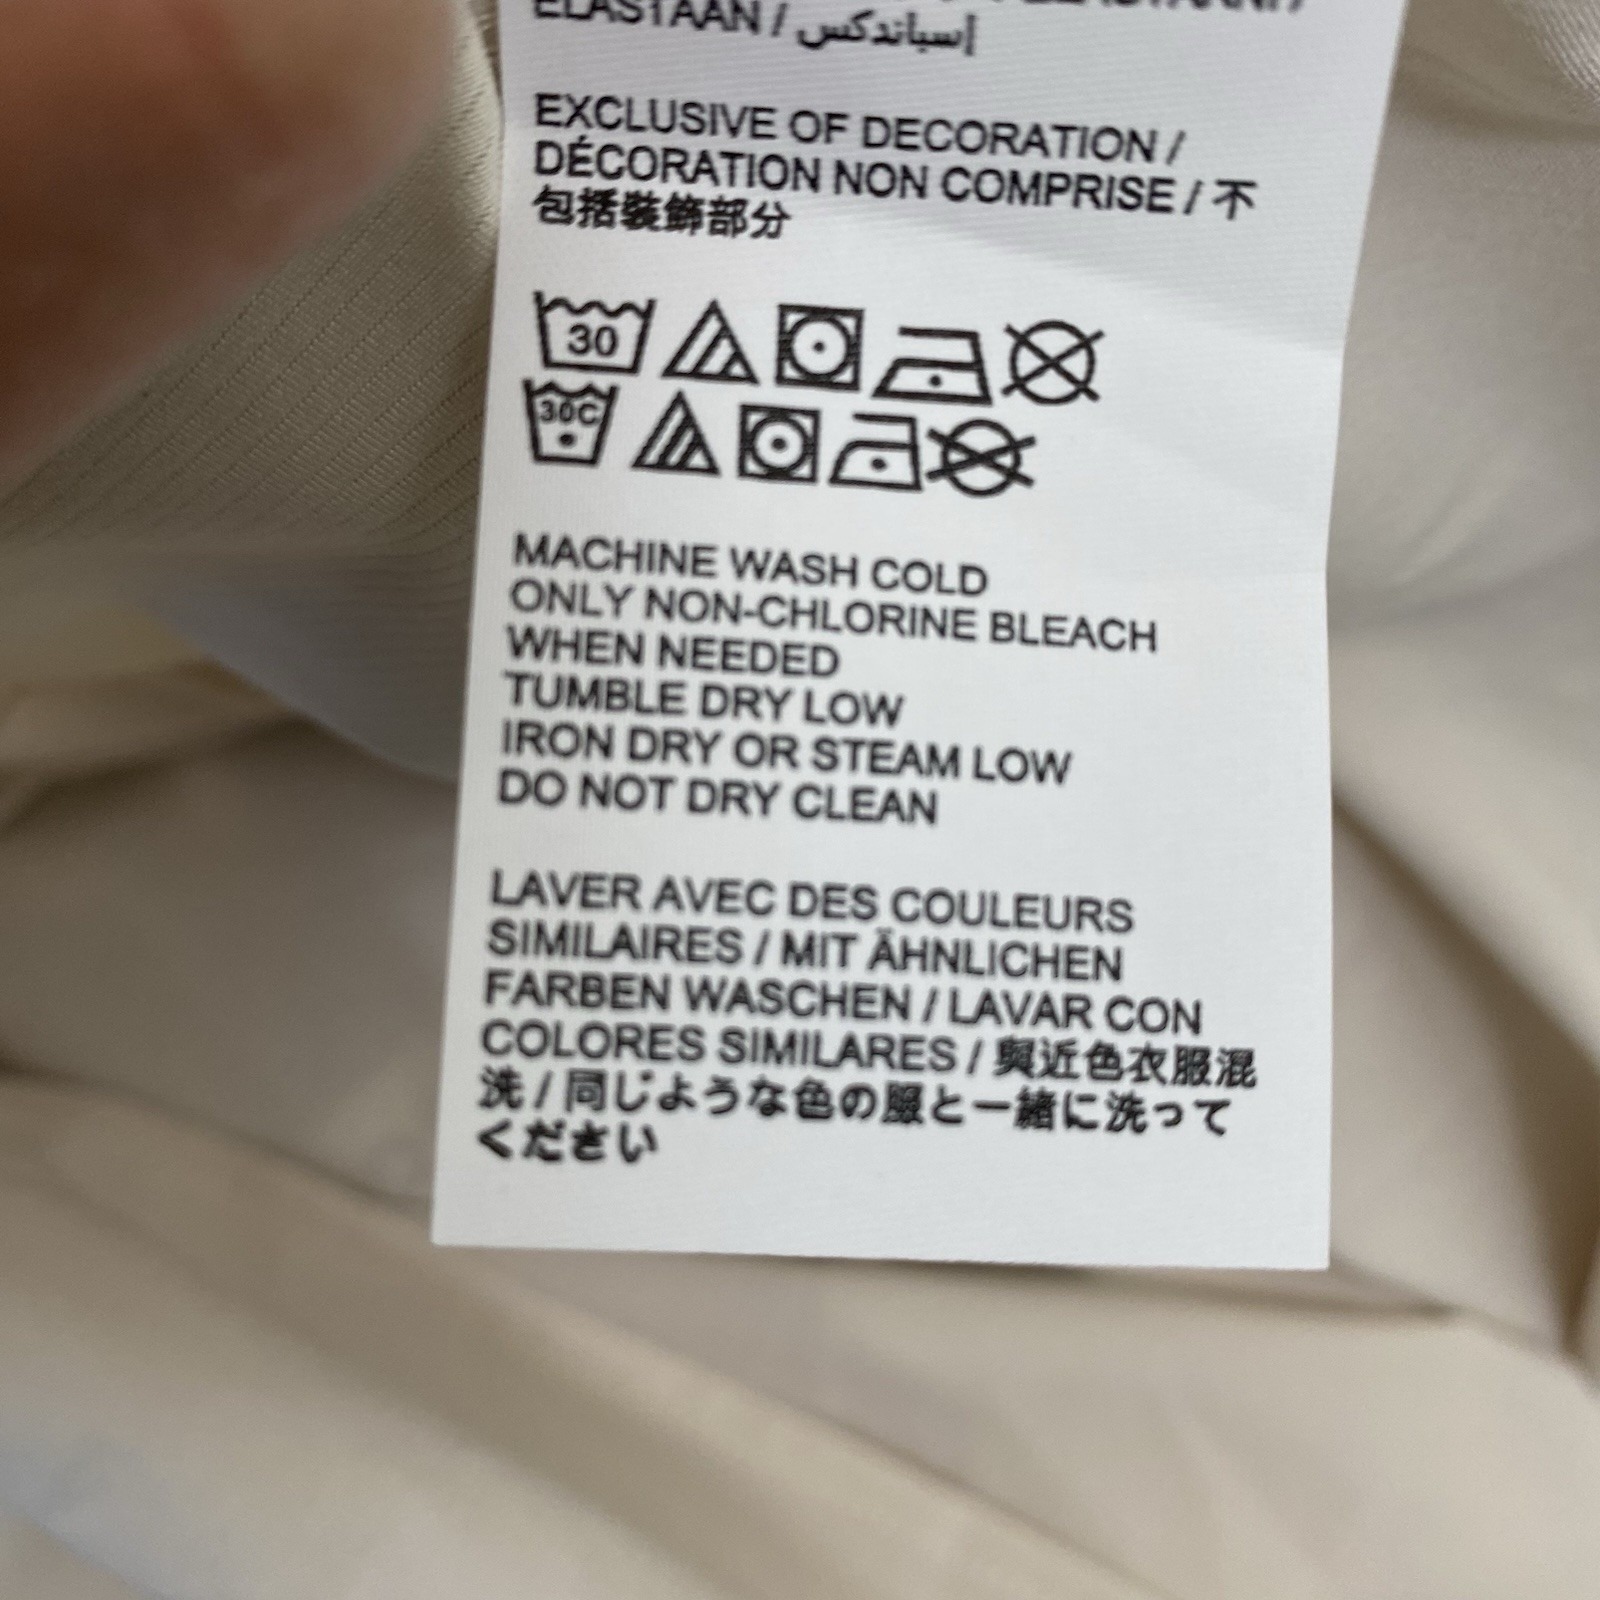 ELASTAAN / إسباندكس
EXCLUSIVE OF DECORATION /
DÉCORATION NON COMPRISE / 不
包括裝飾部分
30
30C
MACHINE WASH COLD
ONLY NON-CHLORINE BLEACH
WHEN NEEDED
TUMBLE DRY LOW
IRON DRY OR STEAM LOW
DO NOT DRY CLEAN
LAVER AVEC DES COULEURS
SIMILAIRES / MIT ÄHNLICHEN
FARBEN WASCHEN / LAVAR CON
COLORES SIMILARES / 與近色衣服混
洗 / 同じような色の服と一緒に洗って
ください